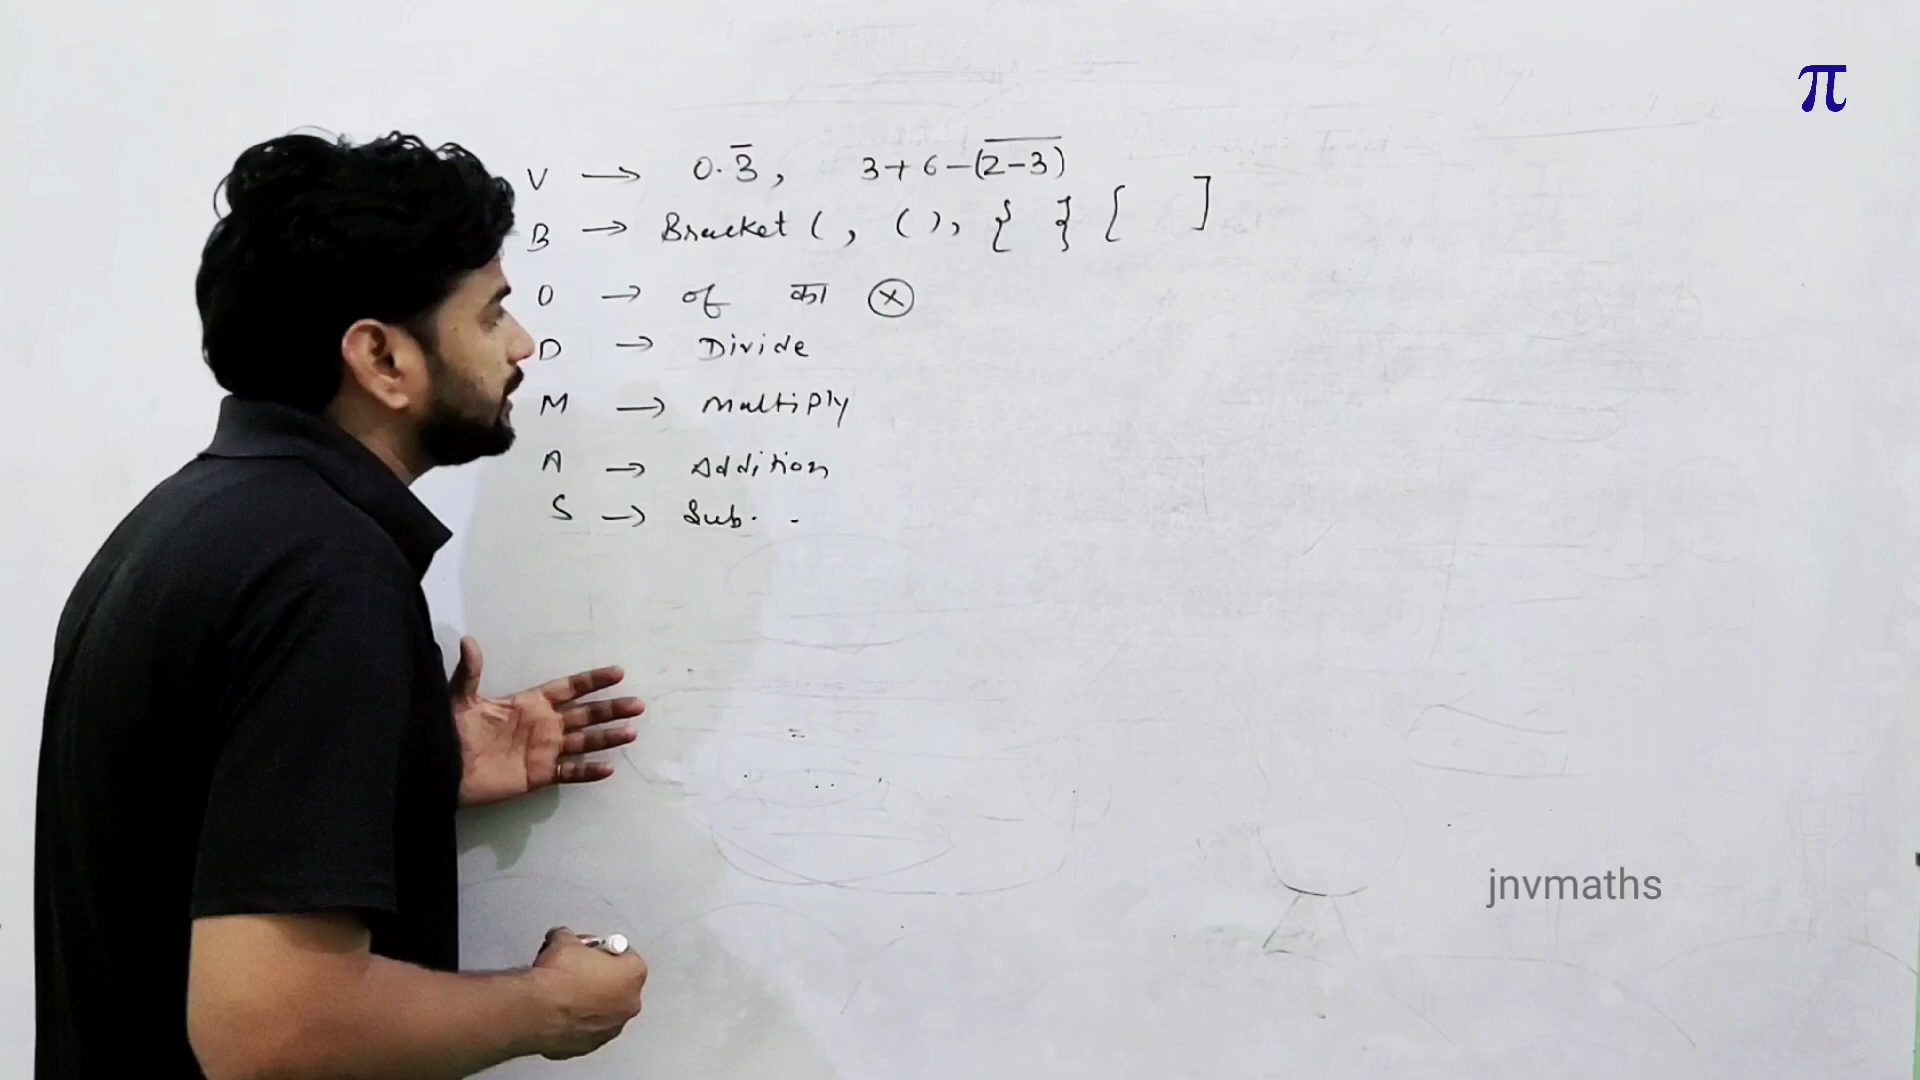 π
V → 0.3̅, 3+6-(2-3)
B → Bracket (, ( ), { } [ ]
O → of का ⊗
D → Divide
M → Multiply
A → Addition
S → Sub. -
jnvmaths